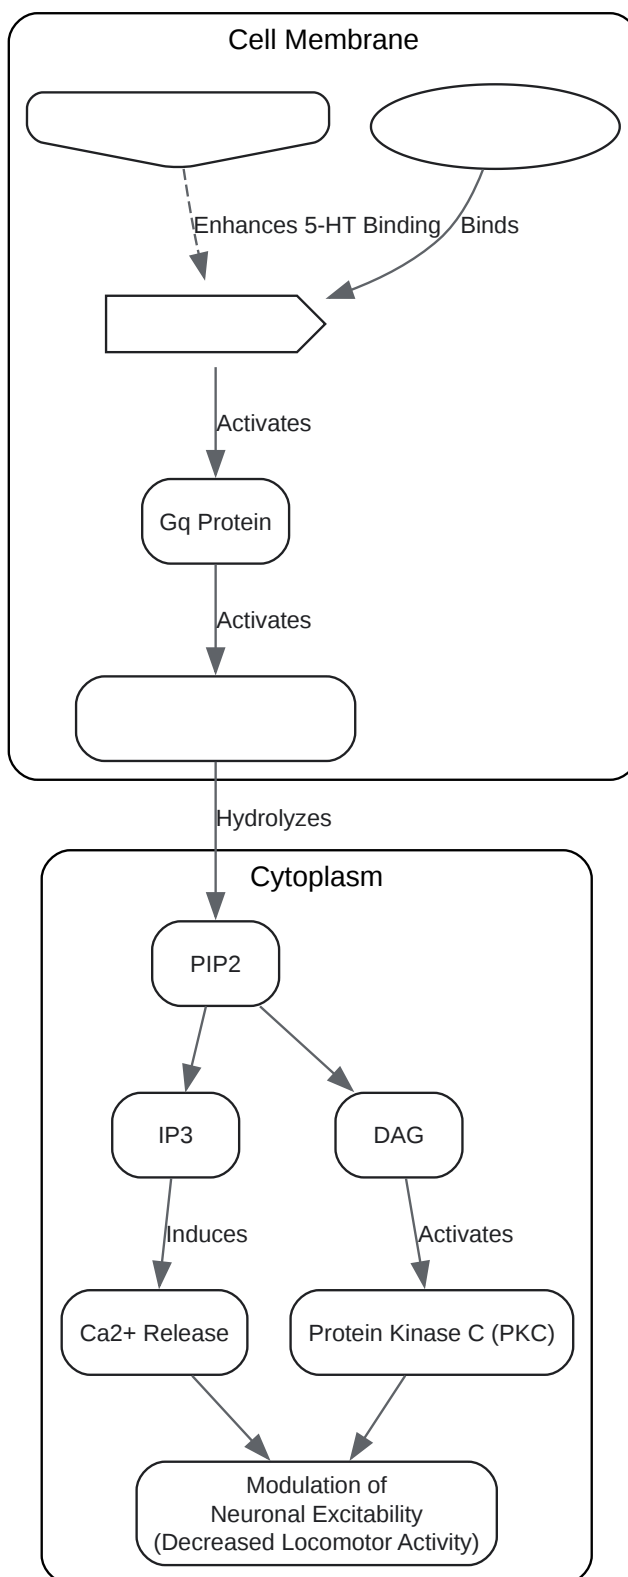 Cell Membrane
Enhances 5-HT Binding
Binds
Activates
Gq Protein
Activates
Hydrolyzes
Cytoplasm
PIP2
IP3
DAG
Induces
Activates
Ca2+ Release
Protein Kinase C (PKC)
Modulation of
Neuronal Excitability
(Decreased Locomotor Activity)